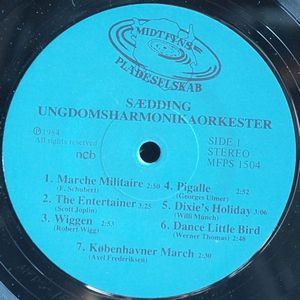 MIDTFYNS
PLADESELSKAB
SÆDDING
UNGDOMSHARMONIKAORKESTER
Ⓟ 1984
All rights reserved
ncb
SIDE 1
STEREO
MFPS 1504
1. Marche Militaire 2:50
(F. Schubert)
2. The Entertainer 3:25
(Scott Joplin)
3. Wiggen 2:53
(Robert Wigg)
4. Pigalle 2:52
(Georges Ulmer)
5. Dixie's Holiday 3:06
(Willi Münch)
6. Dance Little Bird
(Werner Thomas) 2:48
7. Københavner March 2:30
(Axel Frederiksen)